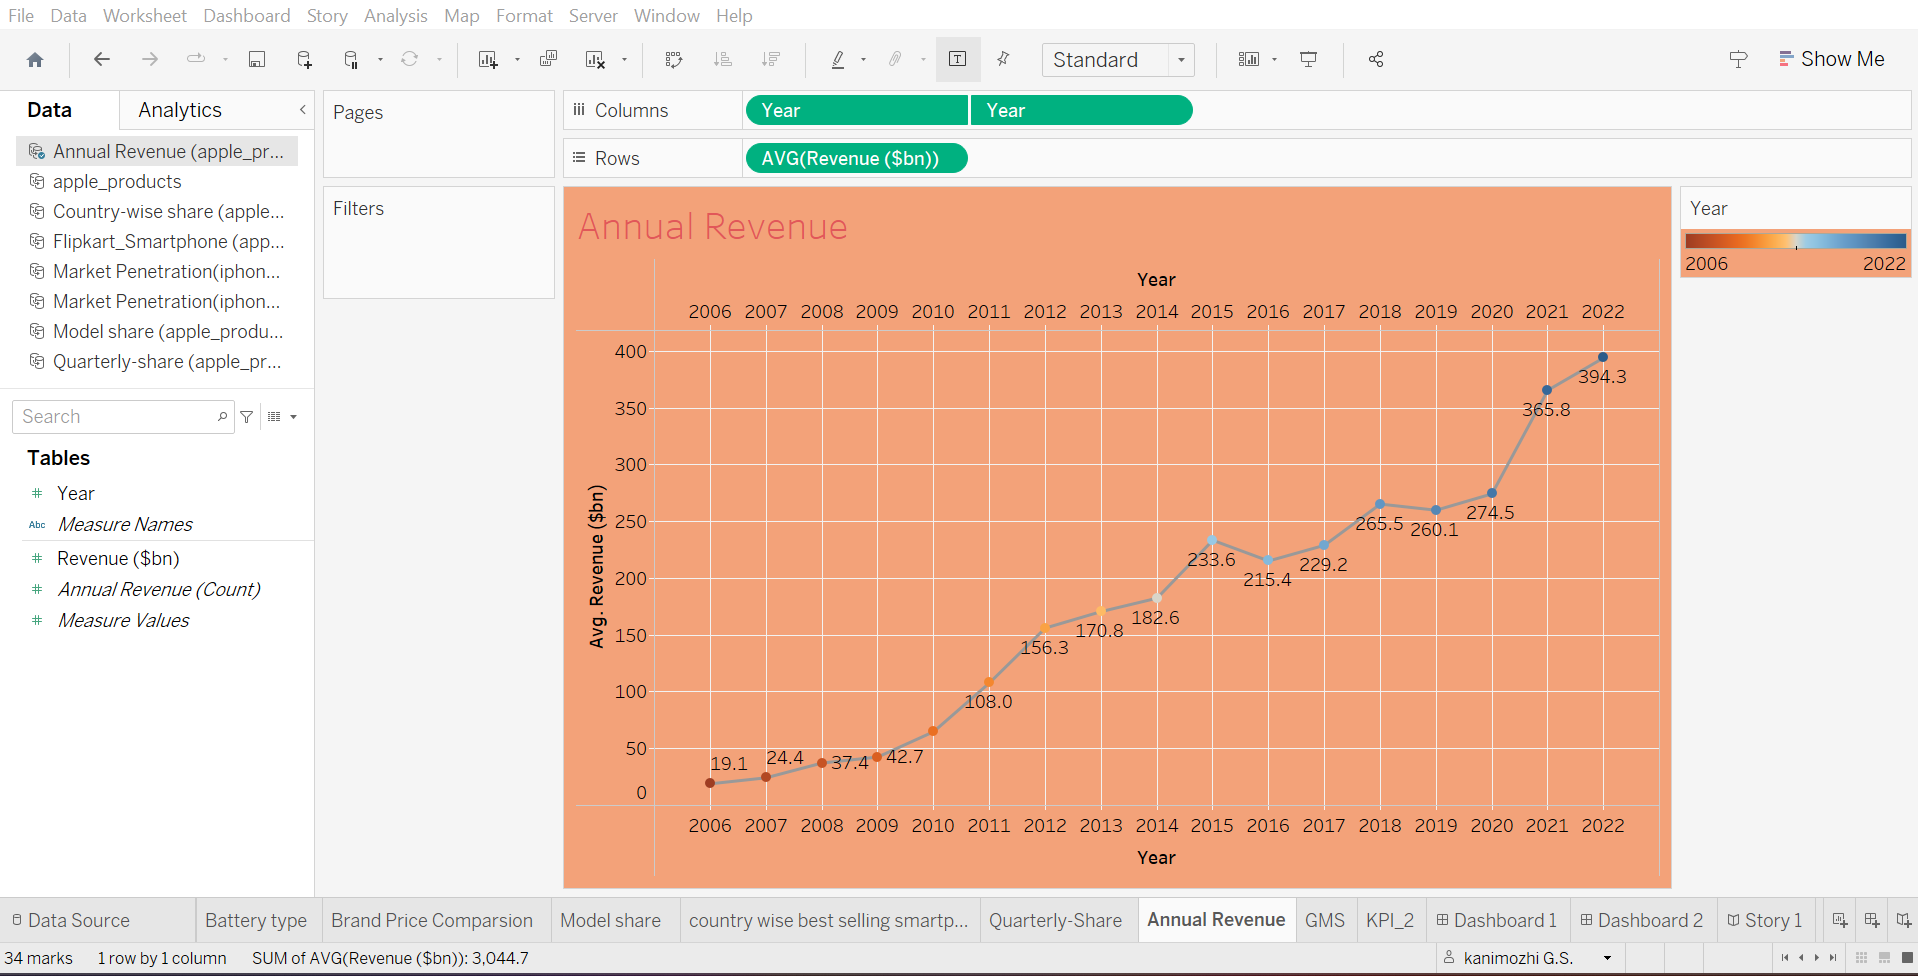 File Data Worksheet Dashboard Story Analysis Map Format Server Window Help
Standard
Show Me
Data Analytics
Annual Revenue (apple_pr...
apple_products
Country-wise share (apple...
Flipkart_Smartphone (app...
Market Penetration(iphon...
Market Penetration(iphon...
Model share (apple_produ...
Quarterly-share (apple_pr...
Search
Tables
Year
Abc Measure Names
Revenue ($bn)
Annual Revenue (Count)
Measure Values
Pages
Filters
Columns Year Year
Rows AVG(Revenue ($bn))
Annual Revenue
Year
2006 2007 2008 2009 2010 2011 2012 2013 2014 2015 2016 2017 2018 2019 2020 2021 2022
400
350
300
250
200
150
100
50
0
Avg. Revenue ($bn)
19.1
24.4
37.4
42.7
108.0
156.3
170.8
182.6
233.6
215.4
229.2
265.5
260.1
274.5
365.8
394.3
2006 2007 2008 2009 2010 2011 2012 2013 2014 2015 2016 2017 2018 2019 2020 2021 2022
Year
Year
2006 2022
Data Source Battery type Brand Price Comparsion Model share country wise best selling smartp... Quarterly-Share Annual Revenue GMS KPI_2 Dashboard 1 Dashboard 2 Story 1
34 marks 1 row by 1 column SUM of AVG(Revenue ($bn)): 3,044.7 kanimozhi G.S.